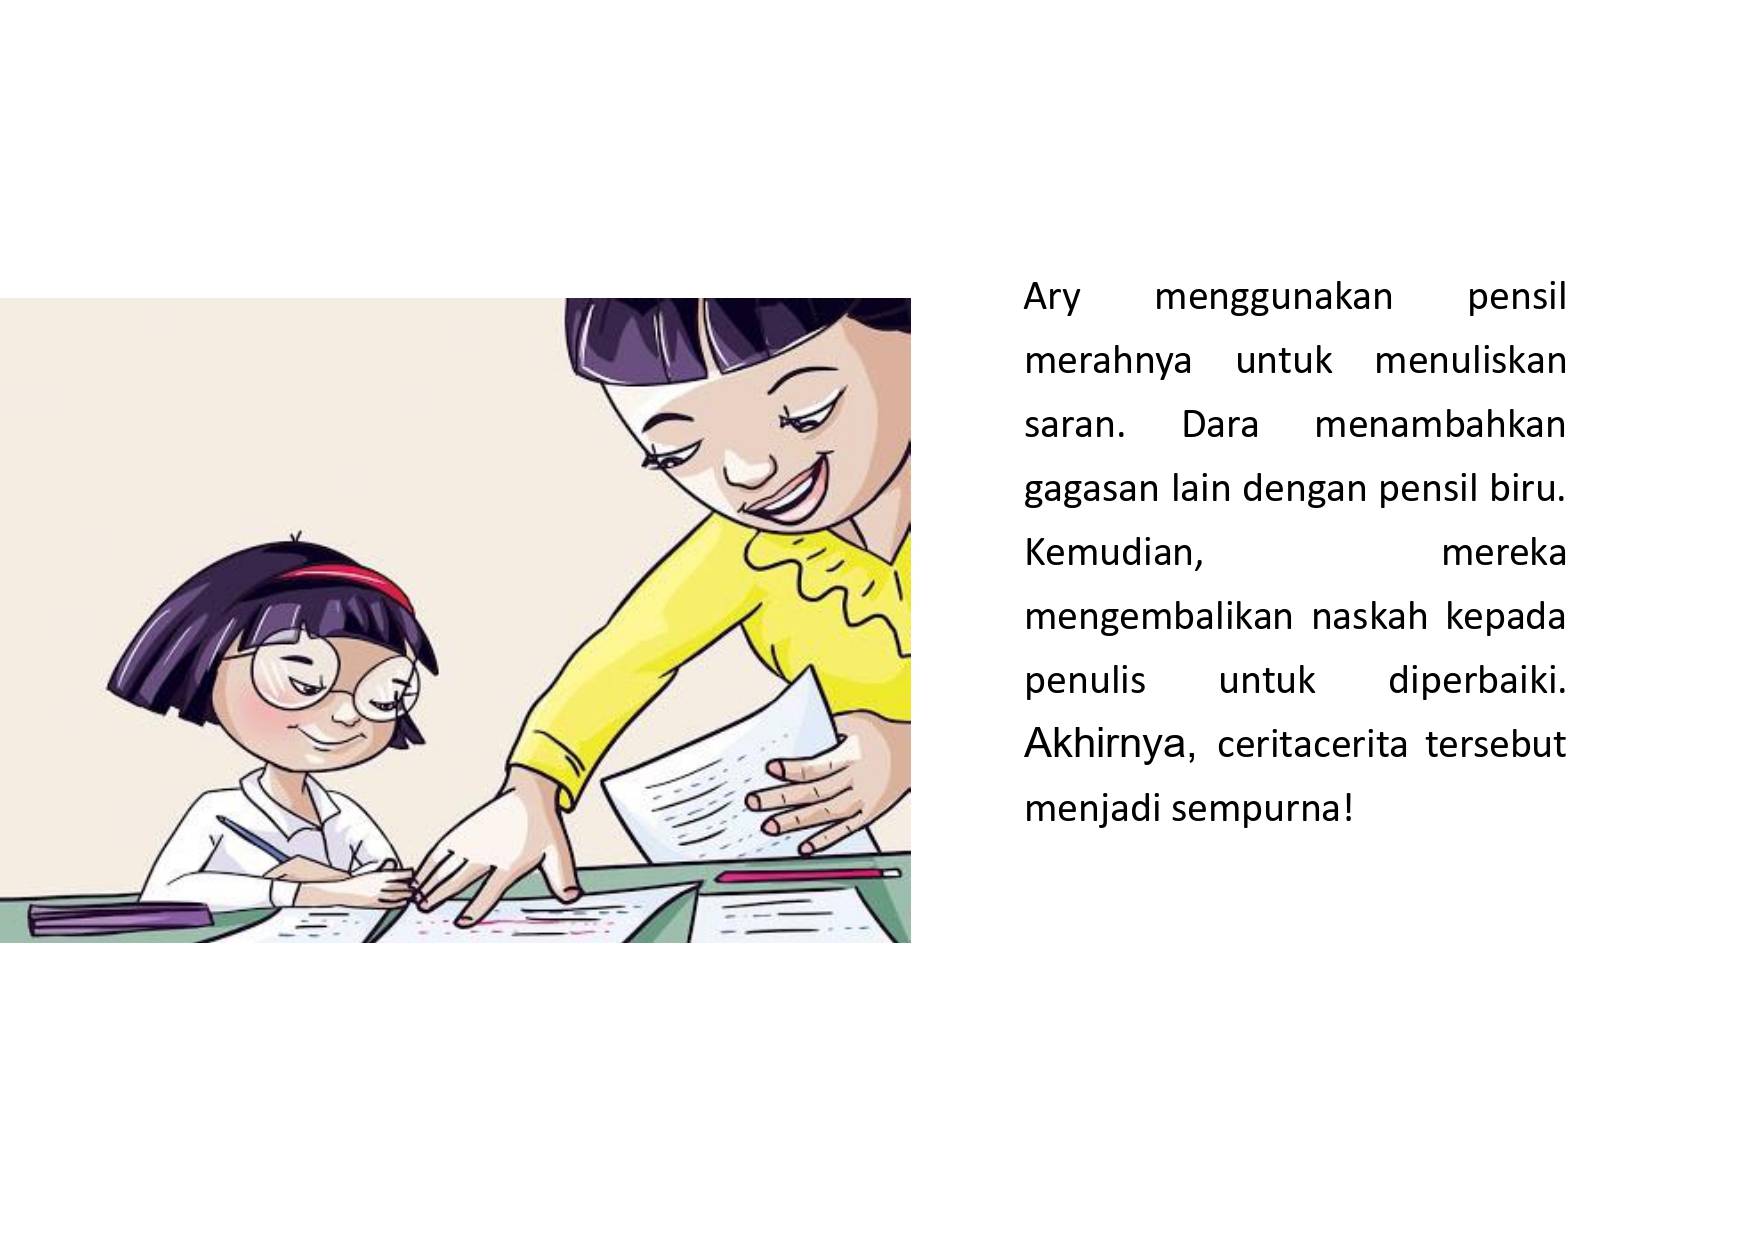 Ary menggunakan pensil
merahnya untuk menuliskan
saran. Dara menambahkan
gagasan lain dengan pensil biru.
Kemudian, mereka
mengembalikan naskah kepada
penulis untuk diperbaiki.
Akhirnya, ceritacerita tersebut
menjadi sempurna!